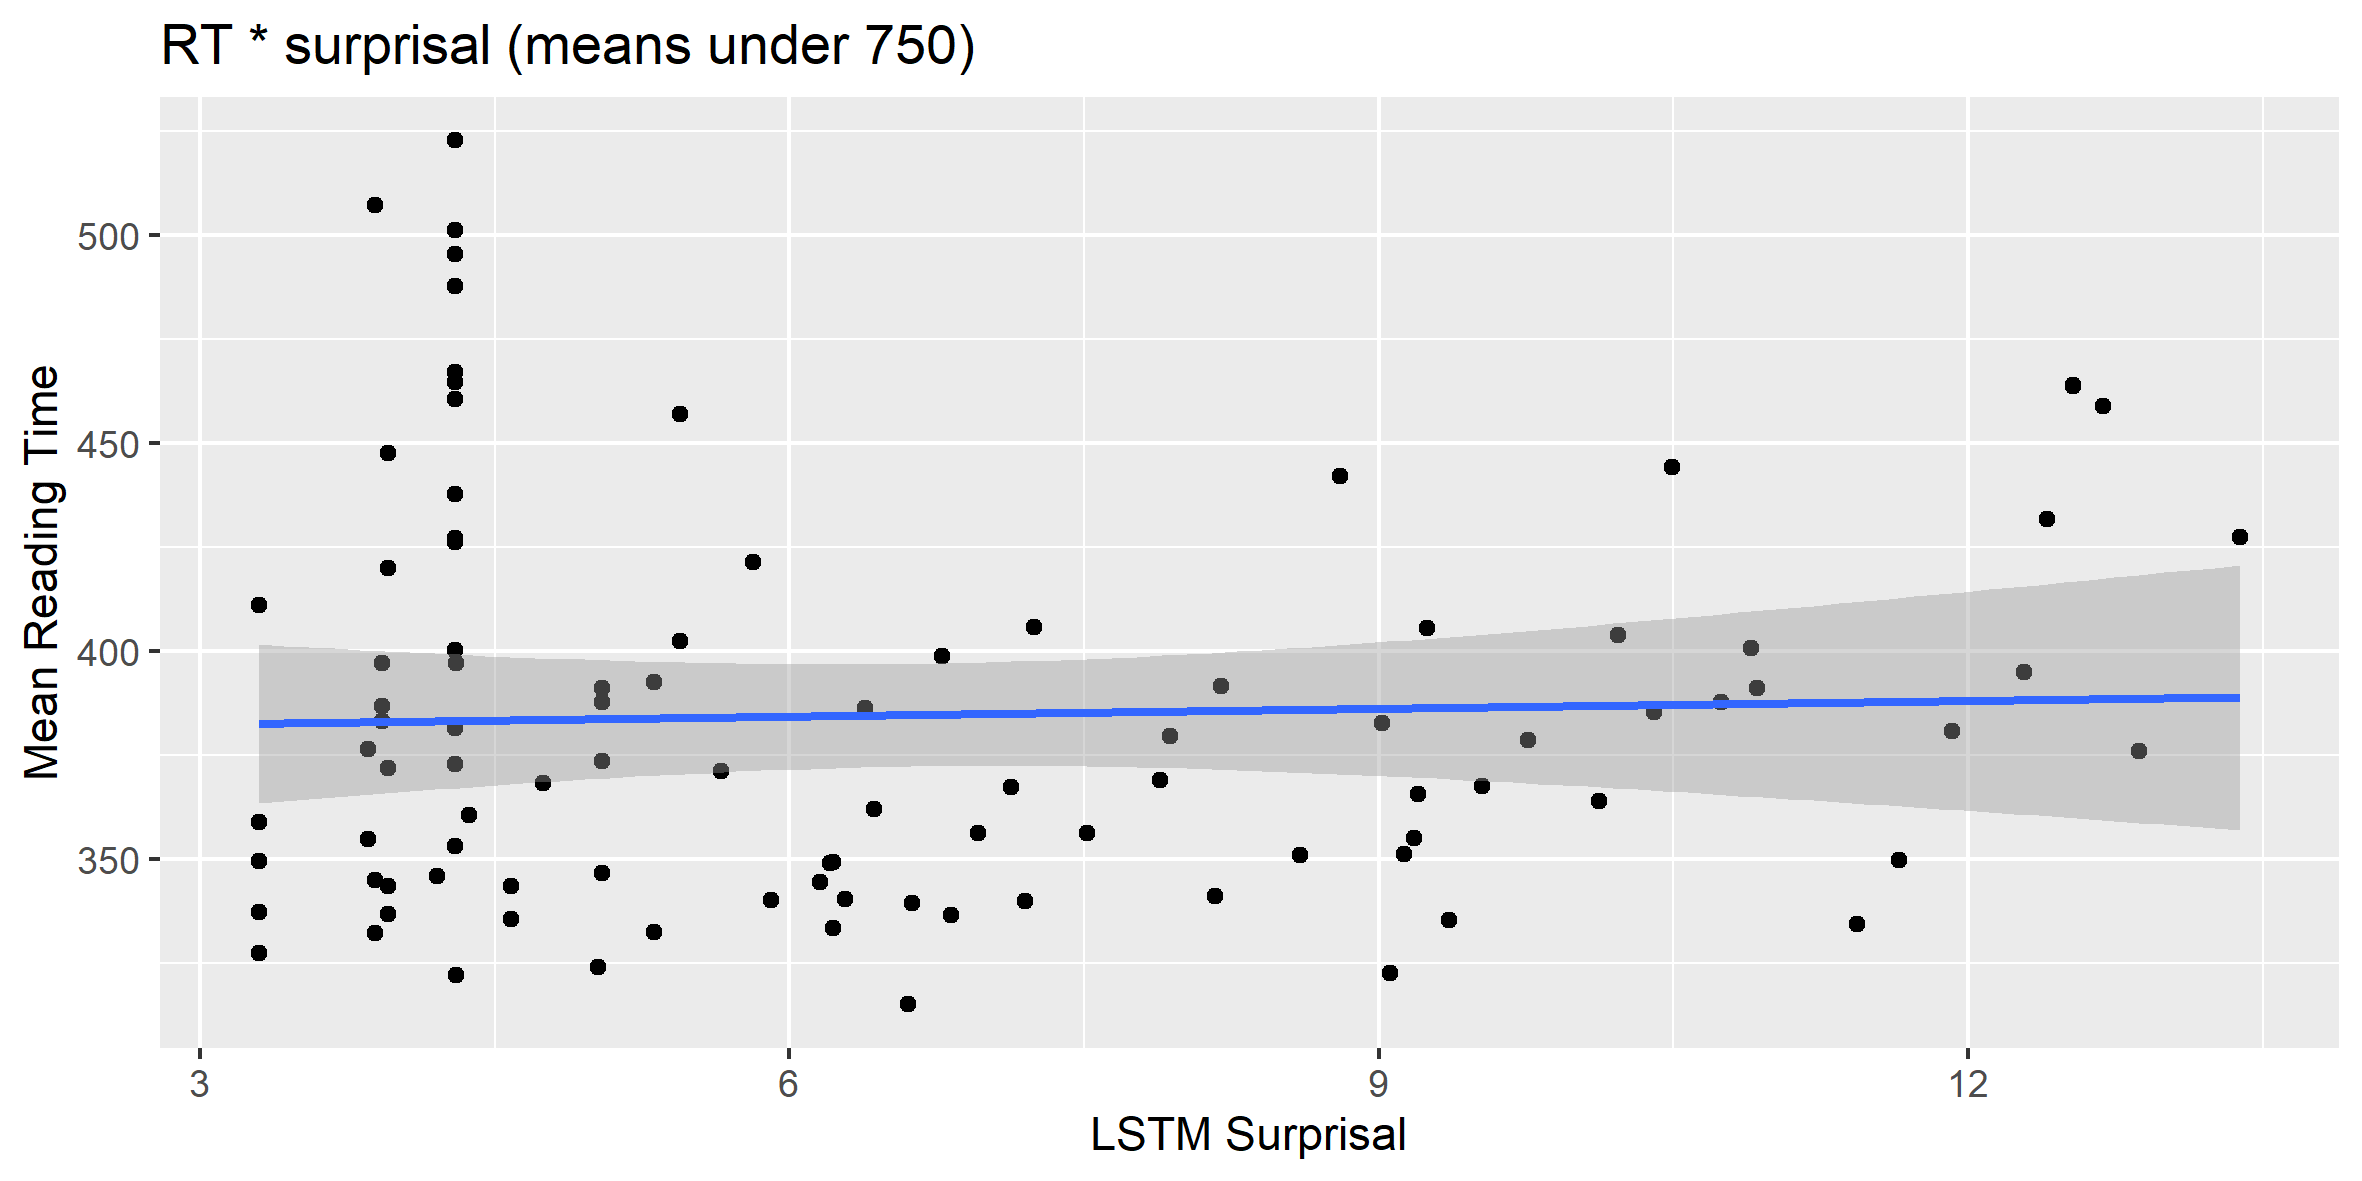 RT * surprisal (means under 750)
Mean Reading Time
500
450
400
350
3 6 9 12
LSTM Surprisal